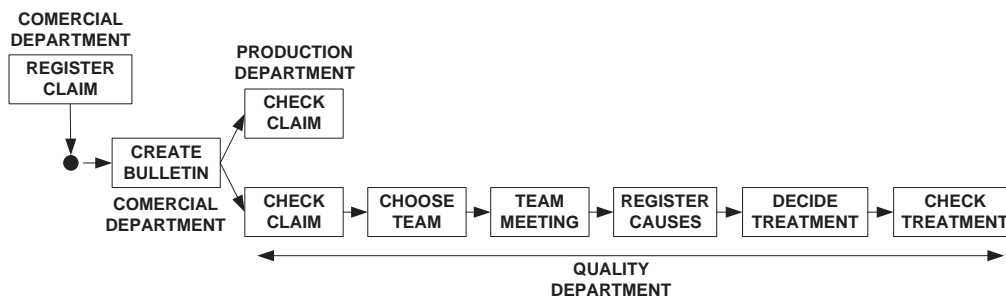 COMERCIAL
DEPARTMENT
REGISTER
CLAIM
PRODUCTION
DEPARTMENT
CHECK
CLAIM
CREATE
BULLETIN
COMERCIAL
DEPARTMENT
CHECK
CLAIM
CHOOSE
TEAM
TEAM
MEETING
REGISTER
CAUSES
DECIDE
TREATMENT
CHECK
TREATMENT
QUALITY
DEPARTMENT